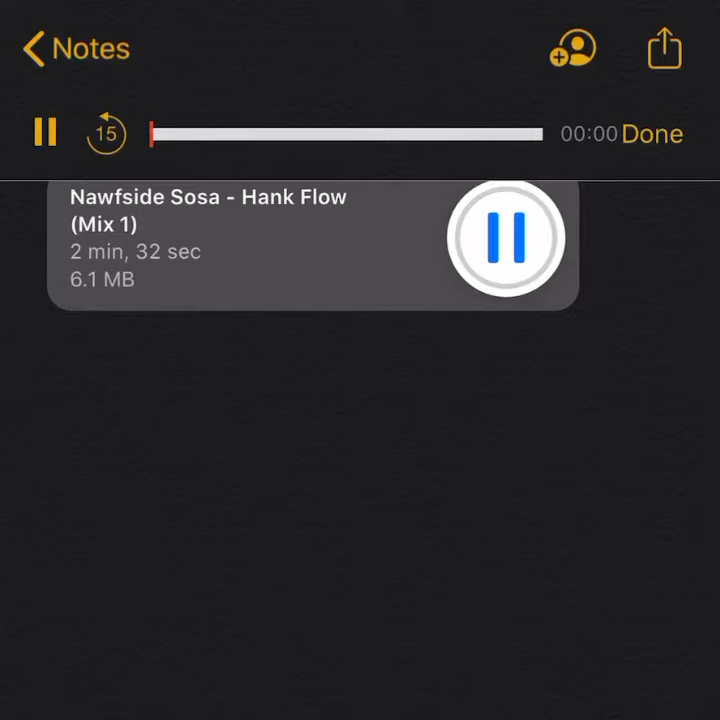 Notes
15
00:00 Done
Nawfside Sosa - Hank Flow
(Mix 1)
2 min, 32 sec
6.1 MB